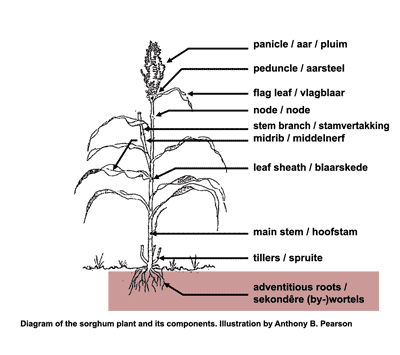 panicle / aar / pluim
peduncle / aarsteel
flag leaf / vlagblaar
node / node
stem branch / stamvertakking
midrib / middelnerf
leaf sheath / blaarskede
main stem / hoofstam
tillers / spruite
adventitious roots /
sekondêre (by-)wortels
Diagram of the sorghum plant and its components. Illustration by Anthony B. Pearson